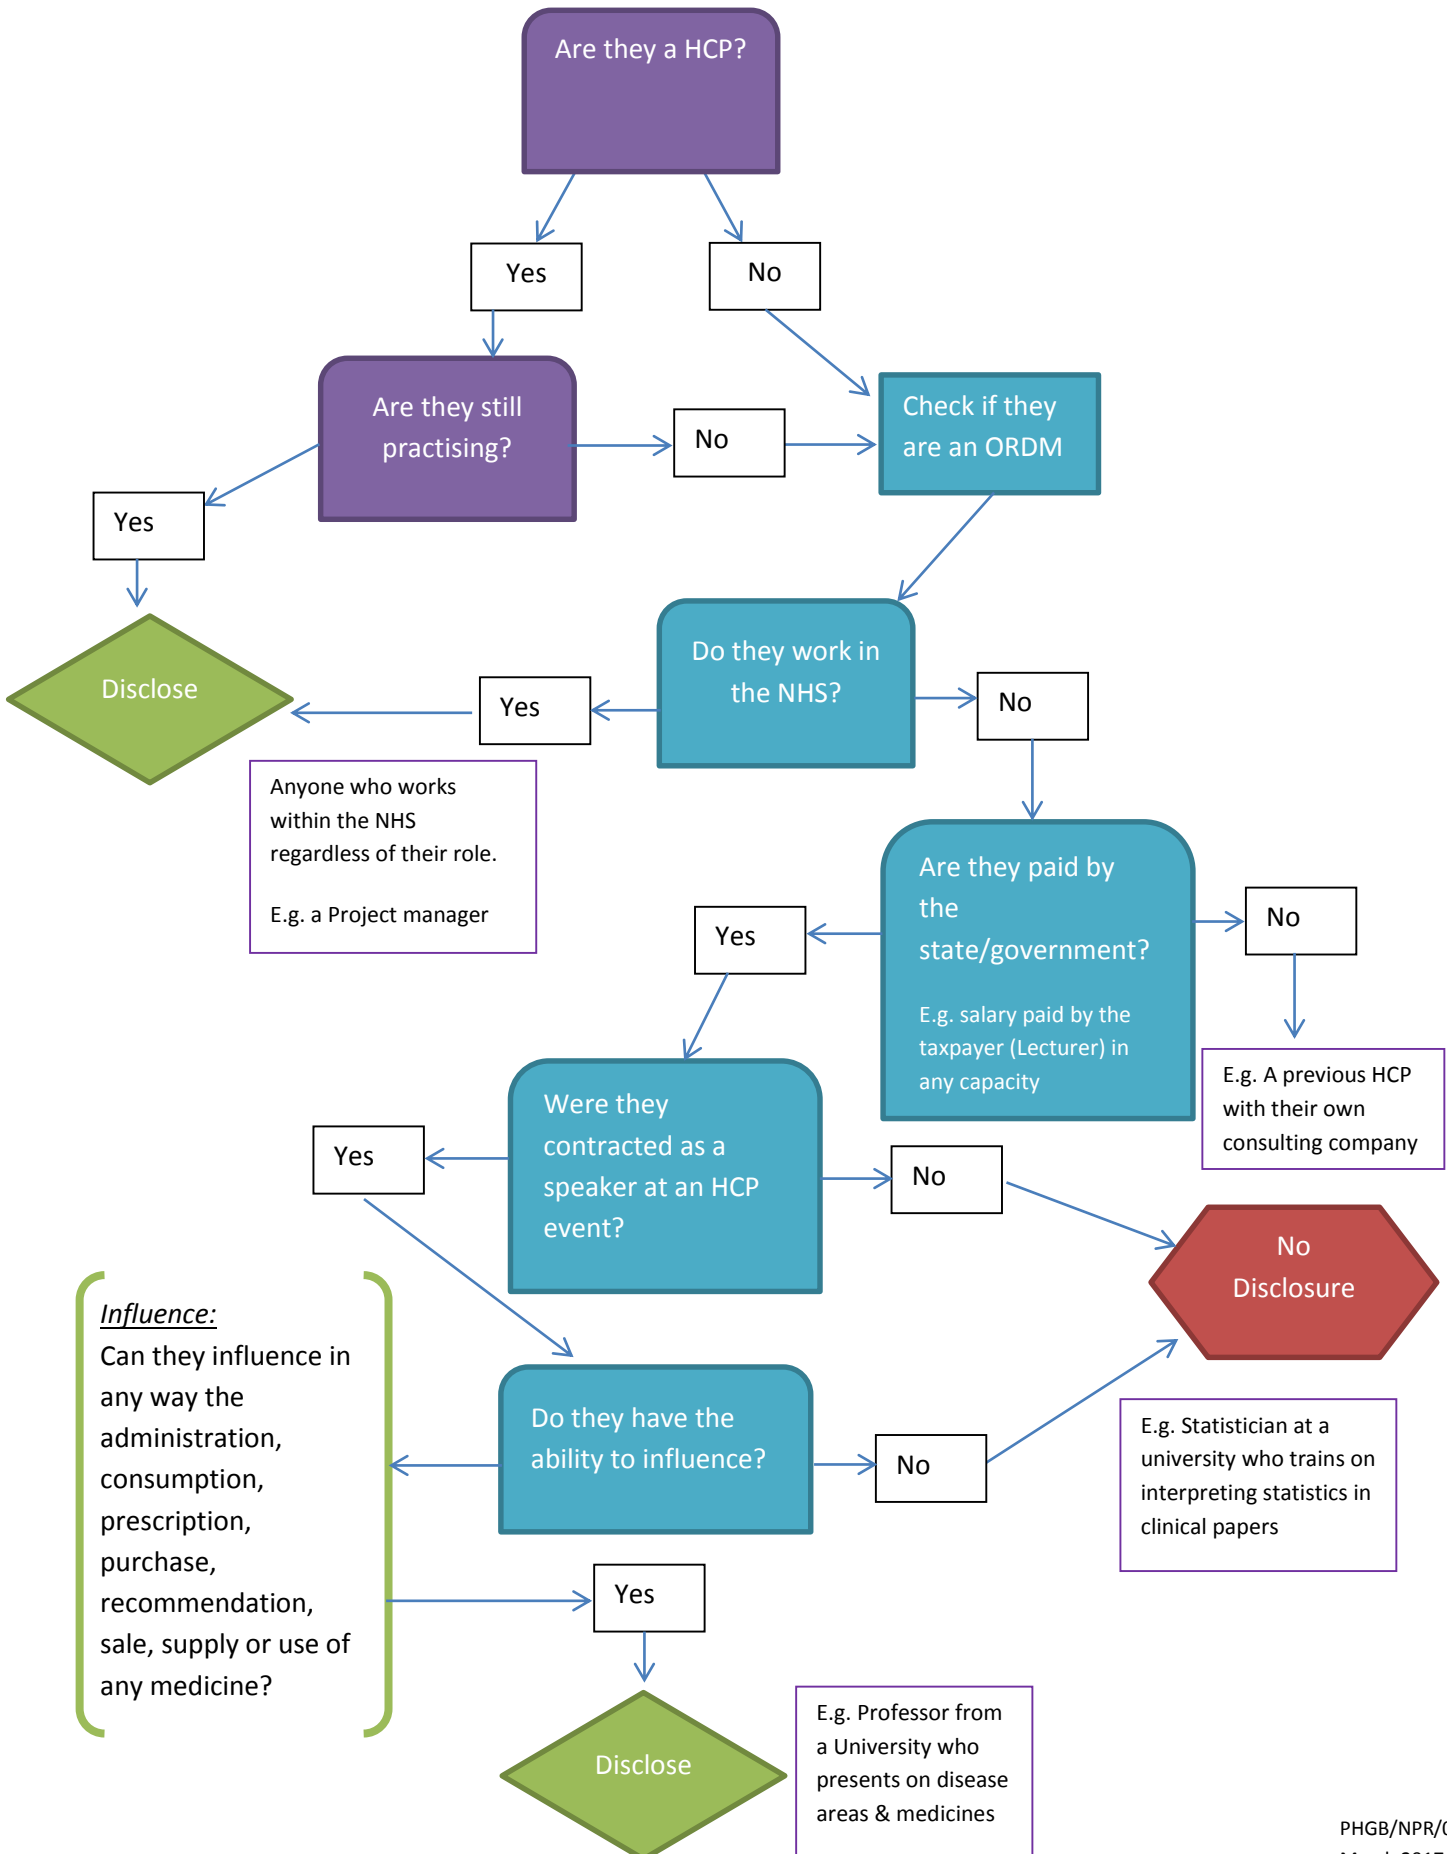 Are they a HCP?
Yes
No
Are they still
practising?
No
Check if they
are an ORDM
Yes
Disclose
Do they work in
the NHS?
Yes
No
Anyone who works
within the NHS
regardless of their role.
E.g. a Project manager
Are they paid by
the
state/government?
E.g. salary paid by the
taxpayer (Lecturer) in
any capacity
Yes
No
E.g. A previous HCP
with their own
consulting company
Were they
contracted as a
speaker at an HCP
event?
Yes
No
No
Disclosure
Influence:
Can they influence in
any way the
administration,
consumption,
prescription,
purchase,
recommendation,
sale, supply or use of
any medicine?
Do they have the
ability to influence?
No
E.g. Statistician at a
university who trains on
interpreting statistics in
clinical papers
Yes
Disclose
E.g. Professor from
a University who
presents on disease
areas & medicines
PHGB/NPR/0